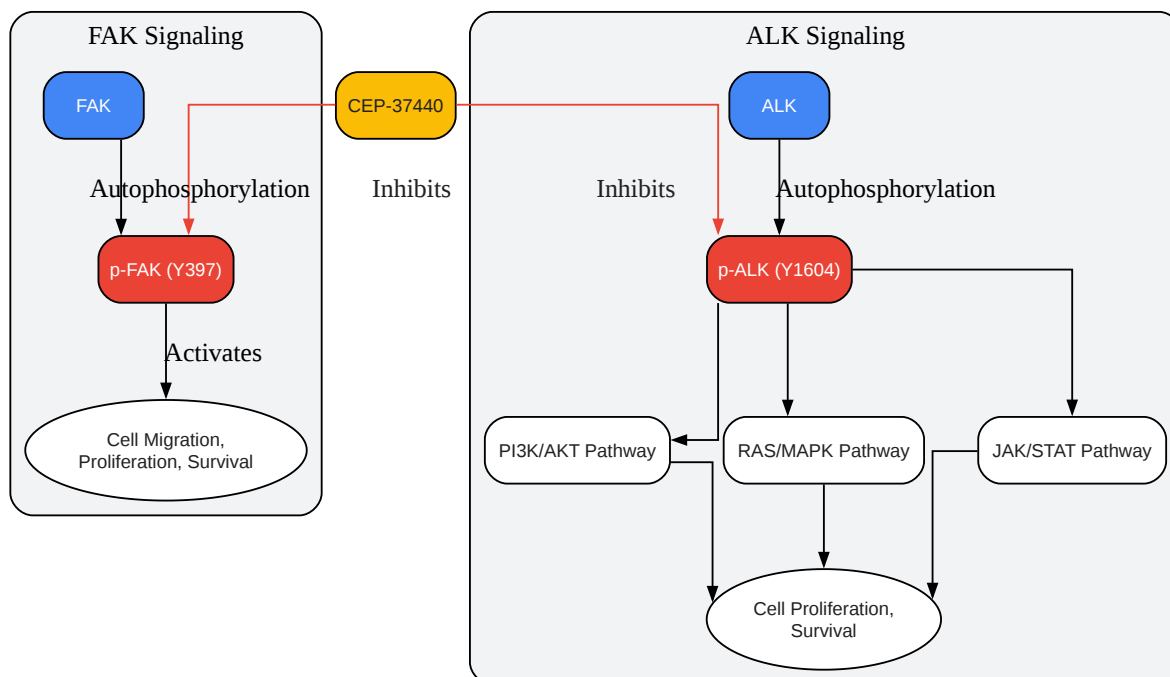 FAK Signaling
ALK Signaling
FAK
CEP-37440
ALK
Autophosphorylation
Inhibits
Inhibits
Autophosphorylation
p-FAK (Y397)
p-ALK (Y1604)
Activates
Cell Migration,
Proliferation, Survival
PI3K/AKT Pathway
RAS/MAPK Pathway
JAK/STAT Pathway
Cell Proliferation,
Survival